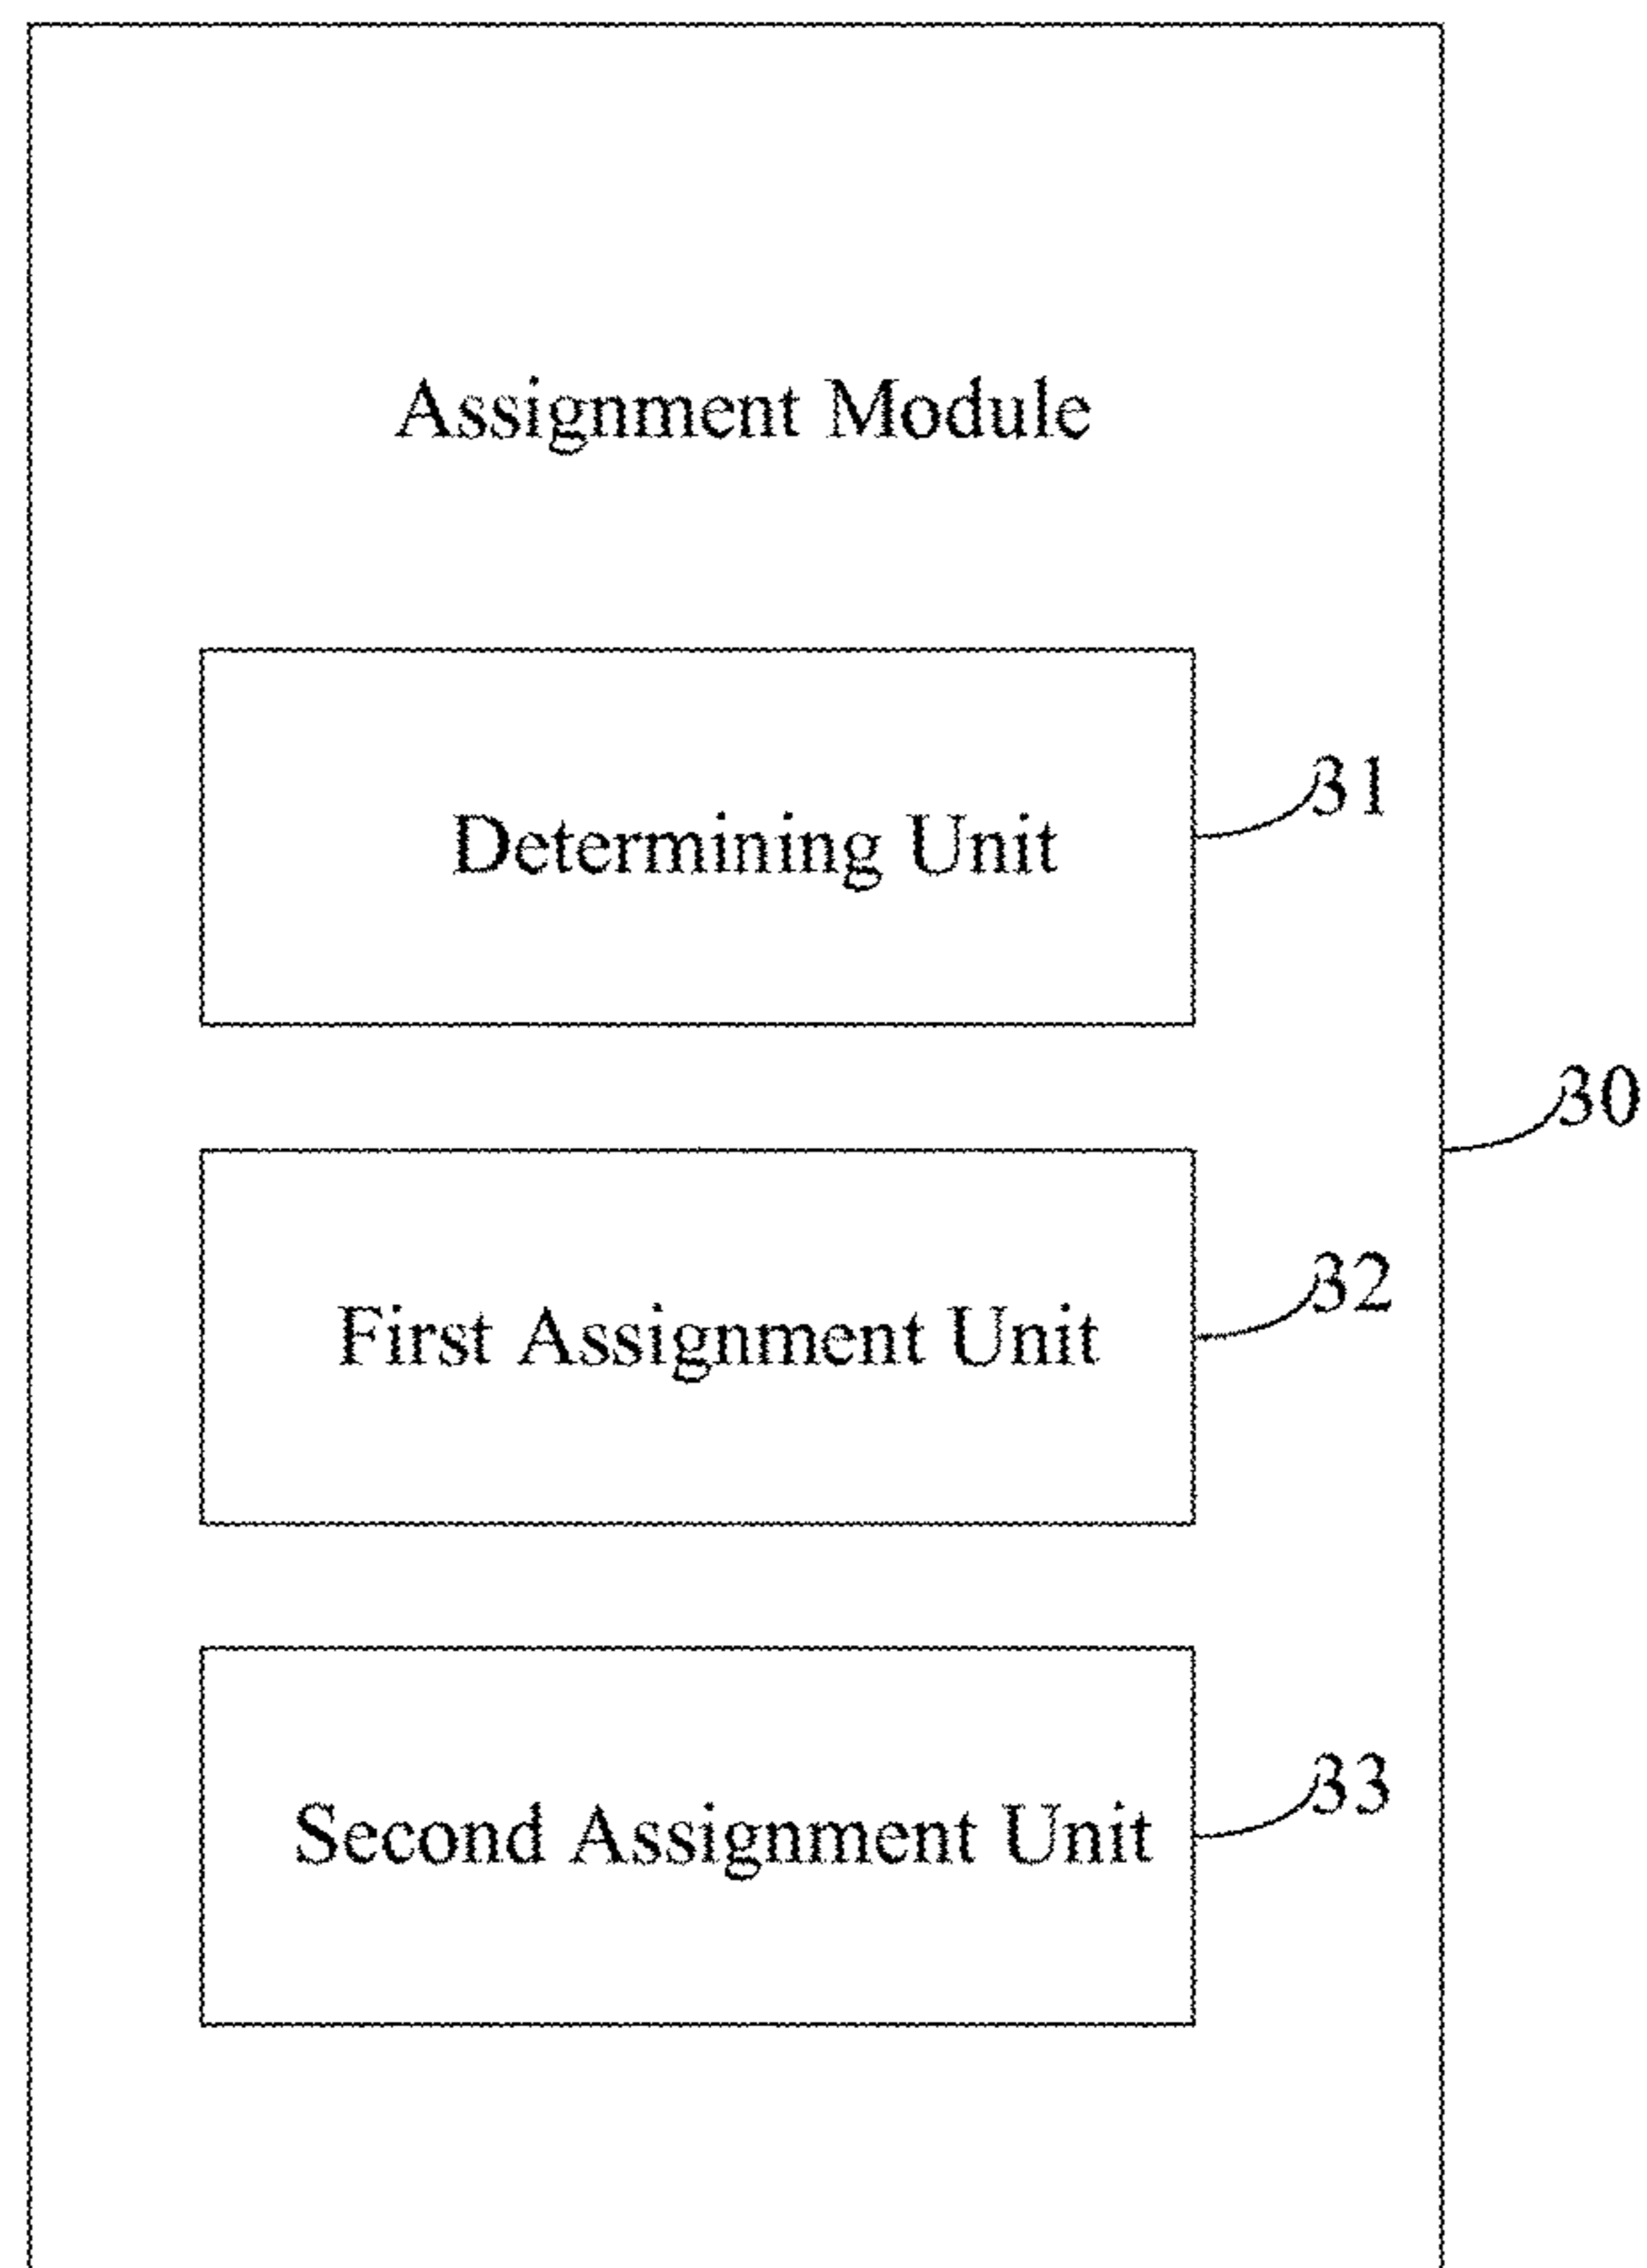 Assignment Module
31
Determining Unit
30
32
First Assignment Unit
33
Second Assignment Unit